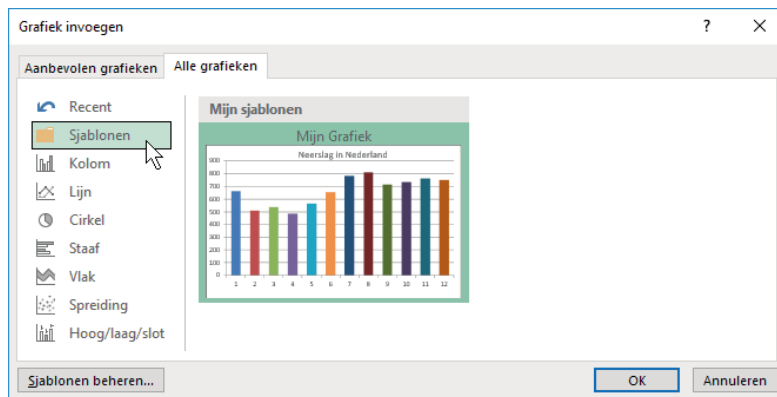 Grafiek invoegen
?
Aanbevolen grafieken
Alle grafieken
Recent
Sjablonen
Kolom
Lijn
Cirkel
Staaf
Vlak
Spreiding
Hoog/laag/slot
Mijn sjablonen
Mijn Grafiek
Neerslag in Nederland
900
800
700
600
500
400
300
200
100
0
1 2 3 4 5 6 7 8 9 10 11 12
Sjablonen beheren...
OK
Annuleren